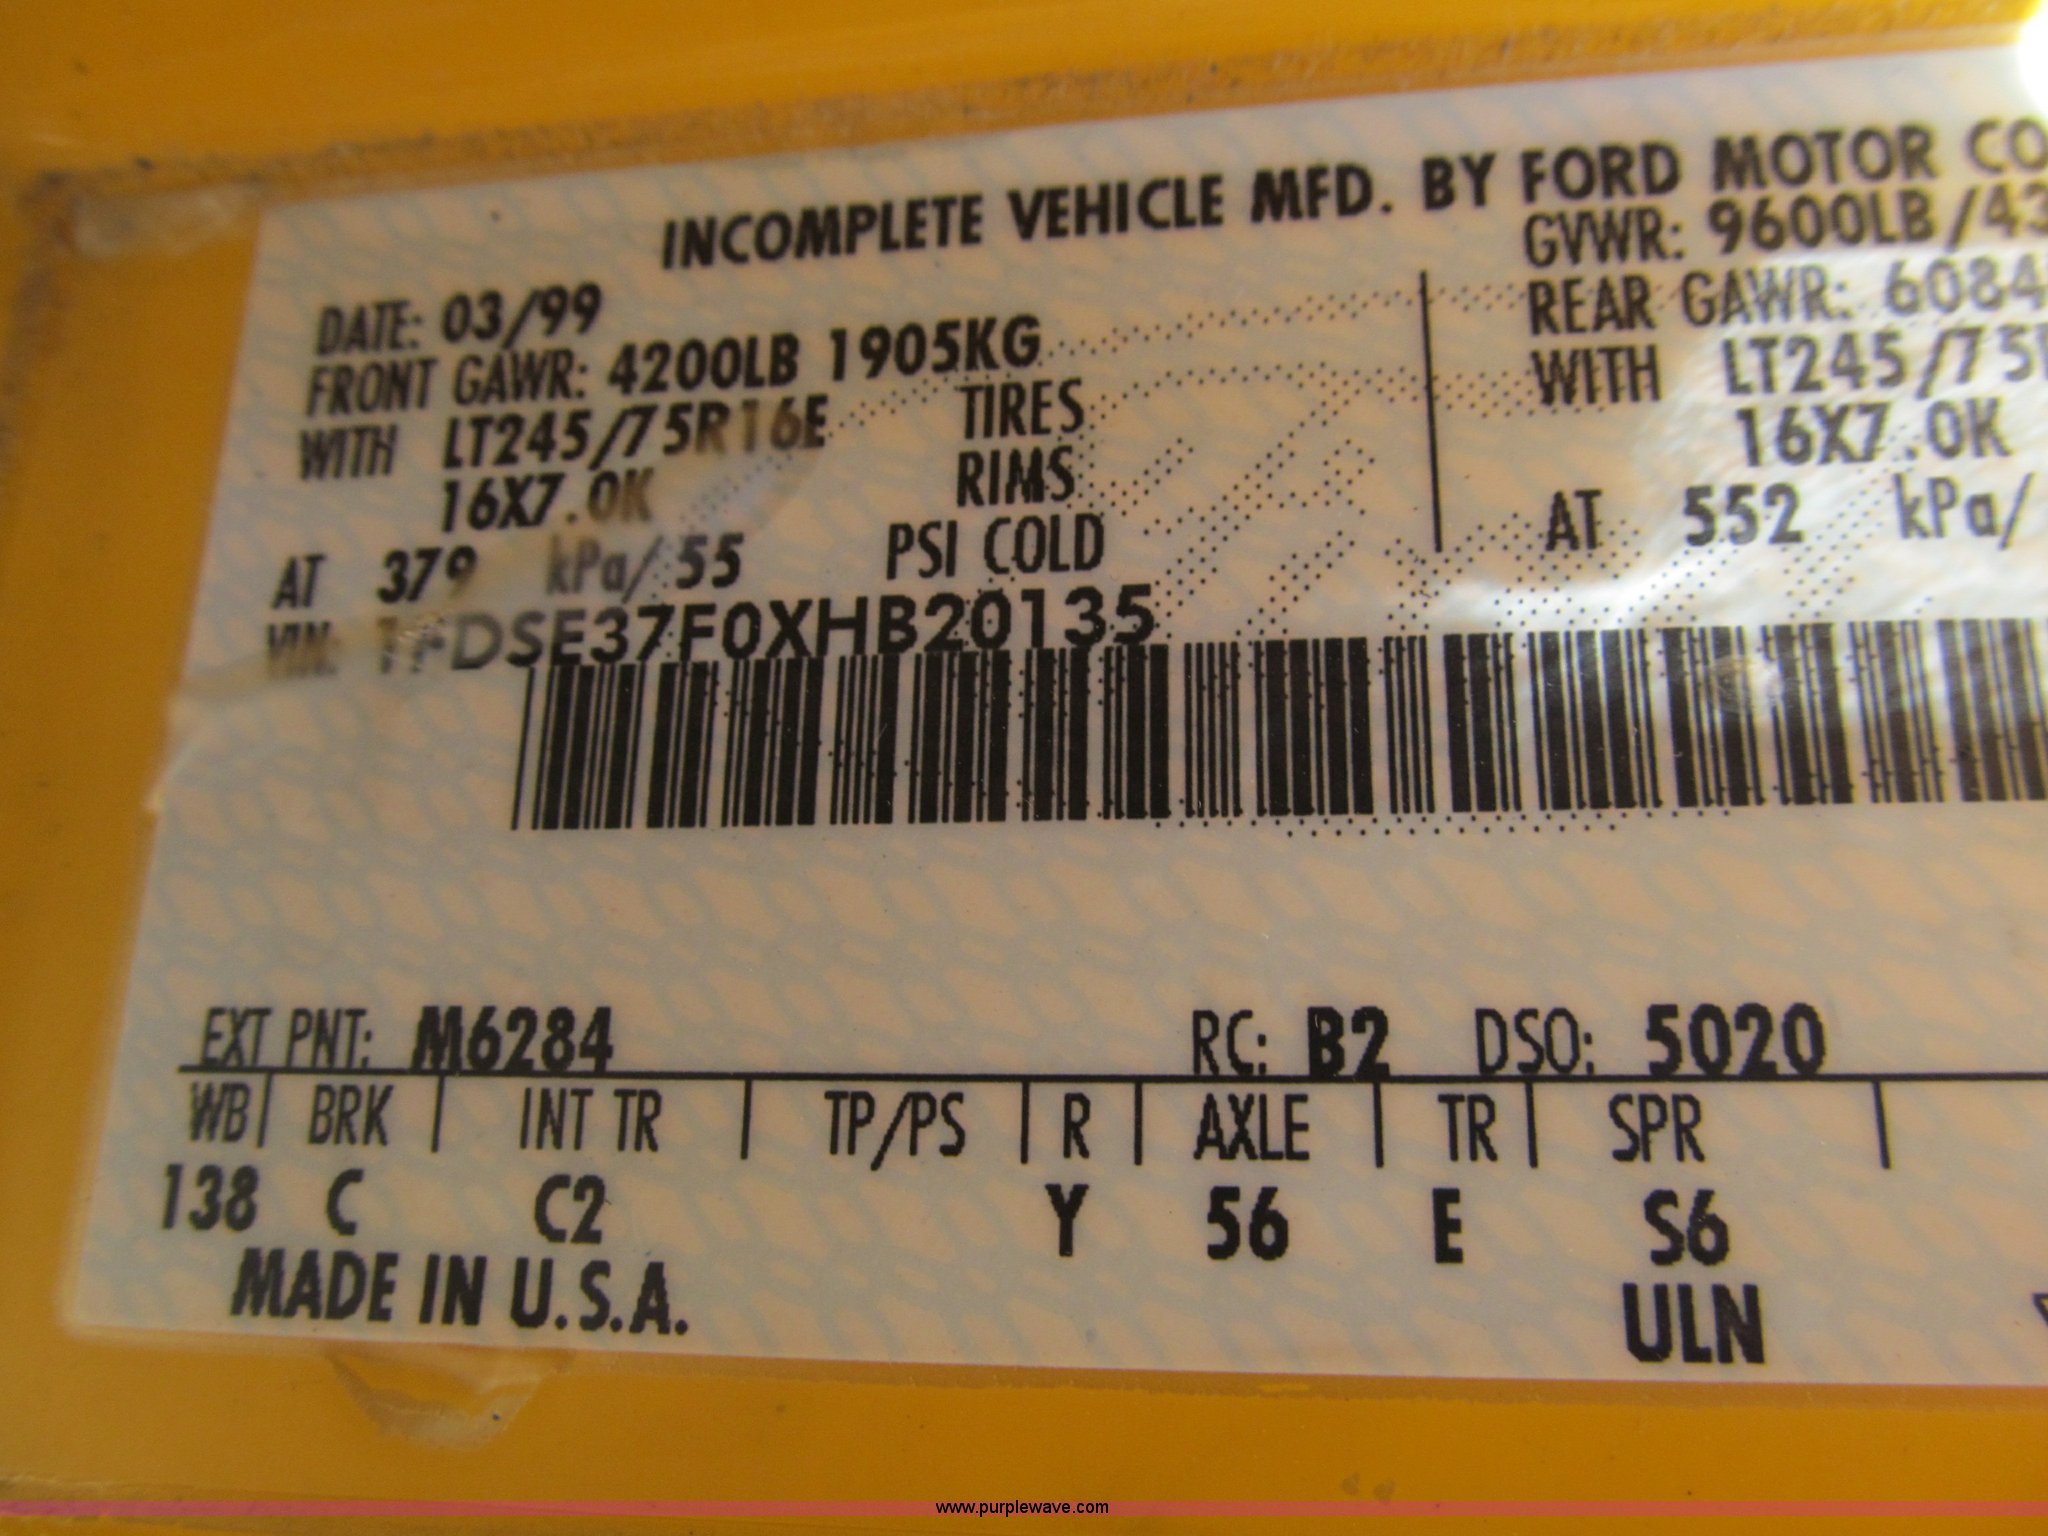 INCOMPLETE VEHICLE MFD. BY FORD MOTOR CO
GVWR: 9600LB/43
DATE: 03/99
FRONT GAWR: 4200LB 1905KG
REAR GAWR: 6084
WITH LT245/75R16E TIRES
WITH LT245/75
16X7.0K RIMS
16X7.0K
AT 379 kPa/ 55 PSI COLD
AT 552 kPa/
VIN: 1FDSE37F0XHB20135
EXT PNT: M6284 RC: B2 DSO: 5020
WB BRK INT TR TP/PS R AXLE TR SPR
138 C C2 Y 56 E S6
MADE IN U.S.A. ULN
www.purplewave.com